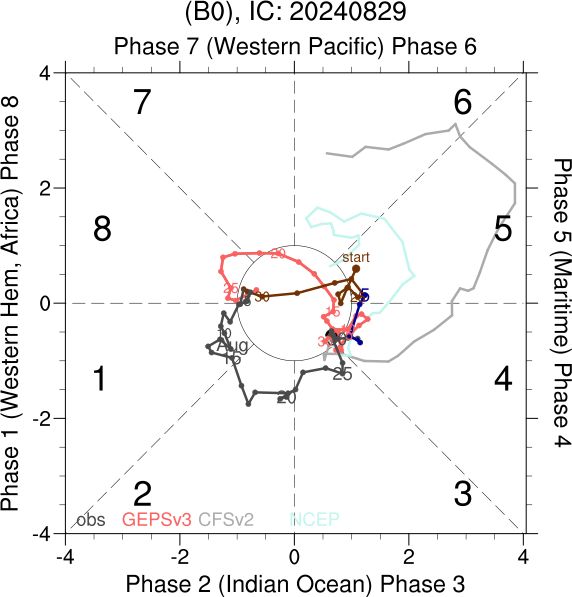 (B0), IC: 20240829
Phase 7 (Western Pacific) Phase 6
4
2
0
-2
-4
-4
-2
0
2
4
Phase 2 (Indian Ocean) Phase 3
Phase 1 (Western Hem, Africa) Phase 8
Phase 5 (Maritime) Phase 4
7
6
8
5
1
4
2
3
start
20
25
30
15
5
10
Aug
15
20
25
obs
GEPSv3
CFSv2
NCEP